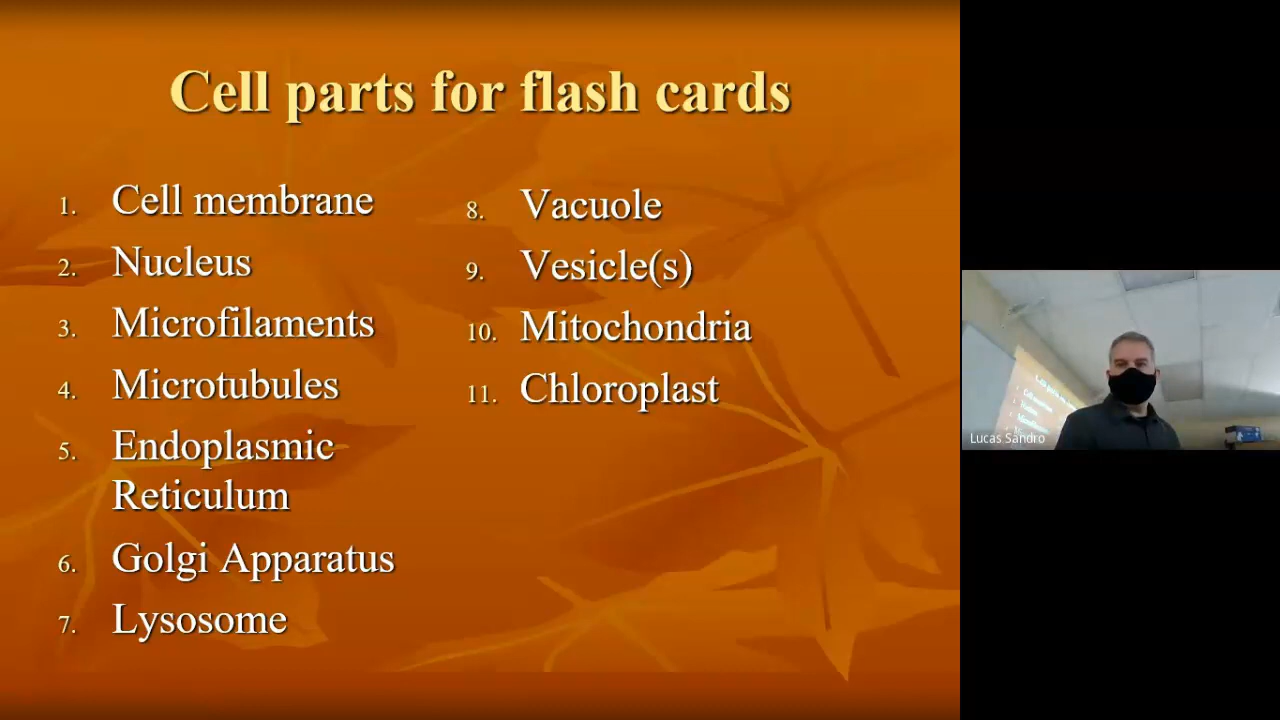 Cell parts for flash cards
1. Cell membrane
2. Nucleus
3. Microfilaments
4. Microtubules
5. Endoplasmic
Reticulum
6. Golgi Apparatus
7. Lysosome
8. Vacuole
9. Vesicle(s)
10. Mitochondria
11. Chloroplast
Lucas Sandro